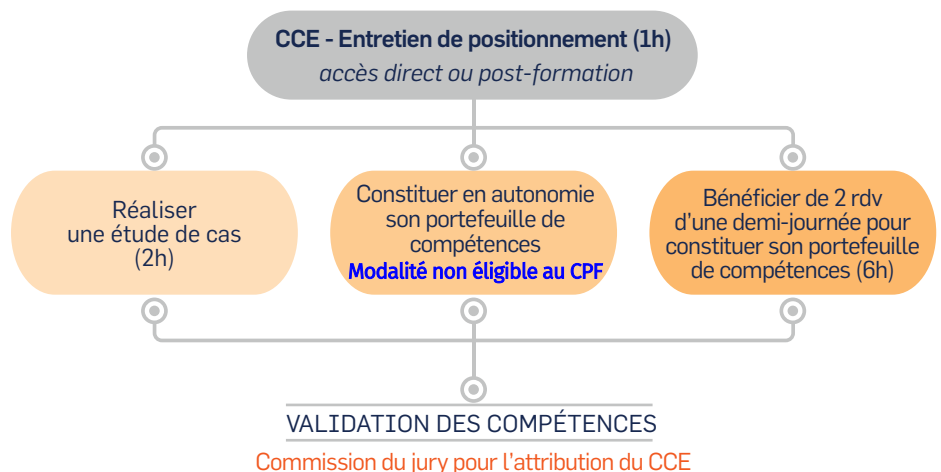 CCE - Entretien de positionnement (1h)
accès direct ou post-formation
Réaliser
une étude de cas
(2h)
Constituer en autonomie
son portefeuille de
compétences
Modalité non éligible au CPF
Bénéficier de 2 rdv
d'une demi-journée pour
constituer son portefeuille
de compétences (6h)
VALIDATION DES COMPÉTENCES
Commission du jury pour l'attribution du CCE